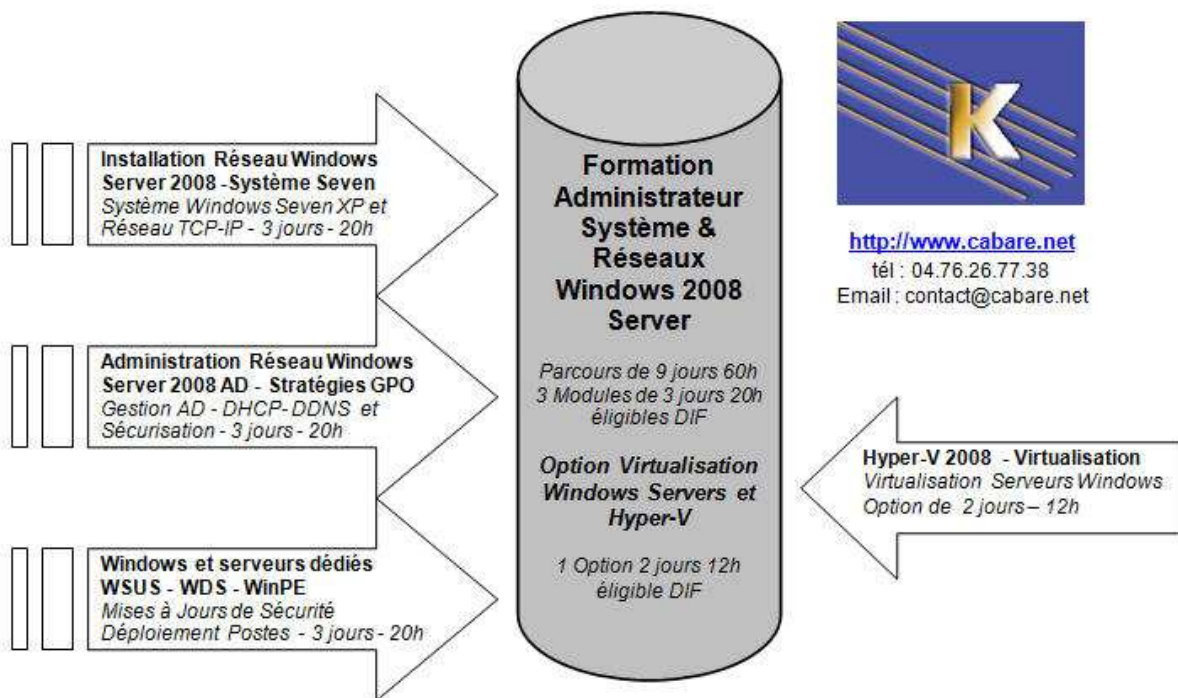 Installation Réseau Windows
Server 2008 -Système Seven
Système Windows Seven XP et
Réseau TCP-IP - 3 jours - 20h
Administration Réseau Windows
Server 2008 AD - Stratégies GPO
Gestion AD - DHCP- DDNS et
Sécurisation - 3 jours - 20h
Windows et serveurs dédiés
WSUS - WDS - WinPE
Mises à Jours de Sécurité
Déploiement Postes - 3 jours - 20h
Formation
Administrateur
Système &
Réseaux
Windows 2008
Server
Parcours de 9 jours 60h
3 Modules de 3 jours 20h
éligibles DIF
Option Virtualisation
Windows Servers et
Hyper-V
1 Option 2 jours 12h
éligible DIF
K
http://www.cabare.net
tél : 04.76.26.77.38
Email : contact@cabare.net
Hyper-V 2008 - Virtualisation
Virtualisation Serveurs Windows
Option de 2 jours – 12h